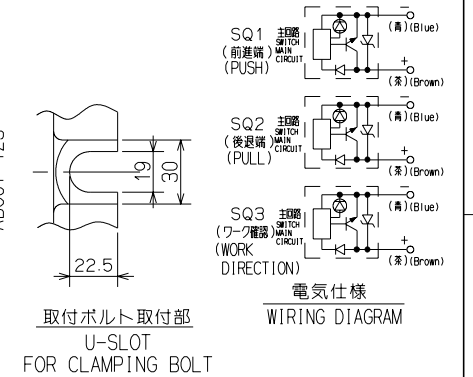 SQ1
(前進端)
(PUSH)
主回路
SWITCH
MAIN
CIRCUIT
−
(青)(Blue)
+
(茶)(Brown)
SQ2
(後退端)
(PULL)
主回路
SWITCH
MAIN
CIRCUIT
−
(青)(Blue)
+
(茶)(Brown)
SQ3
(ワーク確認)
(WORK
DIRECTION)
主回路
SWITCH
MAIN
CIRCUIT
−
(青)(Blue)
+
(茶)(Brown)
電気仕様
WIRING DIAGRAM
19
30
22.5
取付ボルト取付部
U-SLOT
FOR CLAMPING BOLT